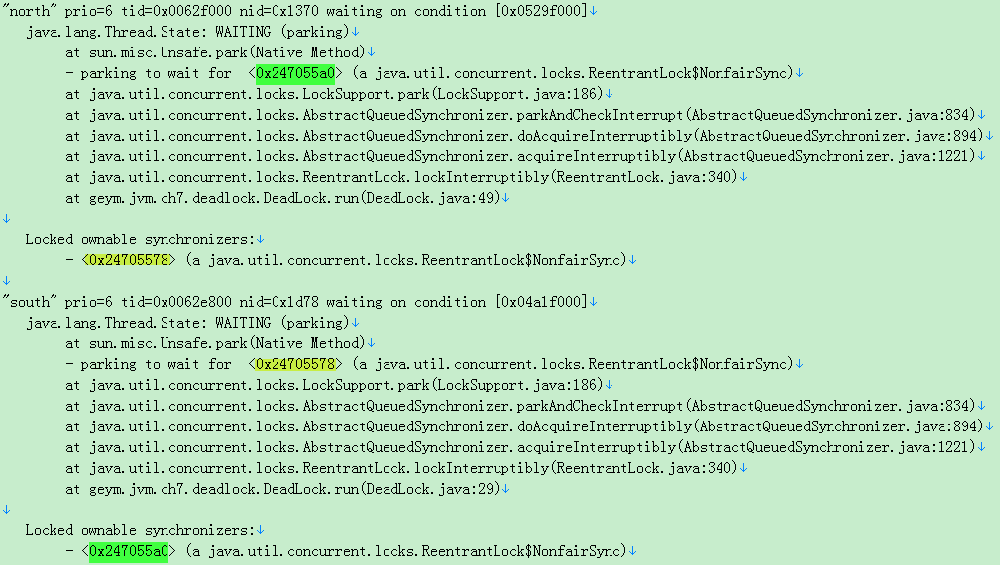 "north" prio=6 tid=0x0062f000 nid=0x1370 waiting on condition [0x0529f000]↓
java.lang.Thread.State: WAITING (parking)↓
at sun.misc.Unsafe.park(Native Method)↓
- parking to wait for <0x247055a0> (a java.util.concurrent.locks.ReentrantLock$NonfairSync)↓
at java.util.concurrent.locks.LockSupport.park(LockSupport.java:186)↓
at java.util.concurrent.locks.AbstractQueuedSynchronizer.parkAndCheckInterrupt(AbstractQueuedSynchronizer.java:834)↓
at java.util.concurrent.locks.AbstractQueuedSynchronizer.doAcquireInterruptibly(AbstractQueuedSynchronizer.java:894)↓
at java.util.concurrent.locks.AbstractQueuedSynchronizer.acquireInterruptibly(AbstractQueuedSynchronizer.java:1221)↓
at java.util.concurrent.locks.ReentrantLock.lockInterruptibly(ReentrantLock.java:340)↓
at geym.jvm.ch7.deadlock.DeadLock.run(DeadLock.java:49)↓
↓
Locked ownable synchronizers:↓
- <0x24705578> (a java.util.concurrent.locks.ReentrantLock$NonfairSync)↓
↓
"south" prio=6 tid=0x0062e800 nid=0x1d78 waiting on condition [0x04a1f000]↓
java.lang.Thread.State: WAITING (parking)↓
at sun.misc.Unsafe.park(Native Method)↓
- parking to wait for <0x24705578> (a java.util.concurrent.locks.ReentrantLock$NonfairSync)↓
at java.util.concurrent.locks.LockSupport.park(LockSupport.java:186)↓
at java.util.concurrent.locks.AbstractQueuedSynchronizer.parkAndCheckInterrupt(AbstractQueuedSynchronizer.java:834)↓
at java.util.concurrent.locks.AbstractQueuedSynchronizer.doAcquireInterruptibly(AbstractQueuedSynchronizer.java:894)↓
at java.util.concurrent.locks.AbstractQueuedSynchronizer.acquireInterruptibly(AbstractQueuedSynchronizer.java:1221)↓
at java.util.concurrent.locks.ReentrantLock.lockInterruptibly(ReentrantLock.java:340)↓
at geym.jvm.ch7.deadlock.DeadLock.run(DeadLock.java:29)↓
↓
Locked ownable synchronizers:↓
- <0x247055a0> (a java.util.concurrent.locks.ReentrantLock$NonfairSync)↓